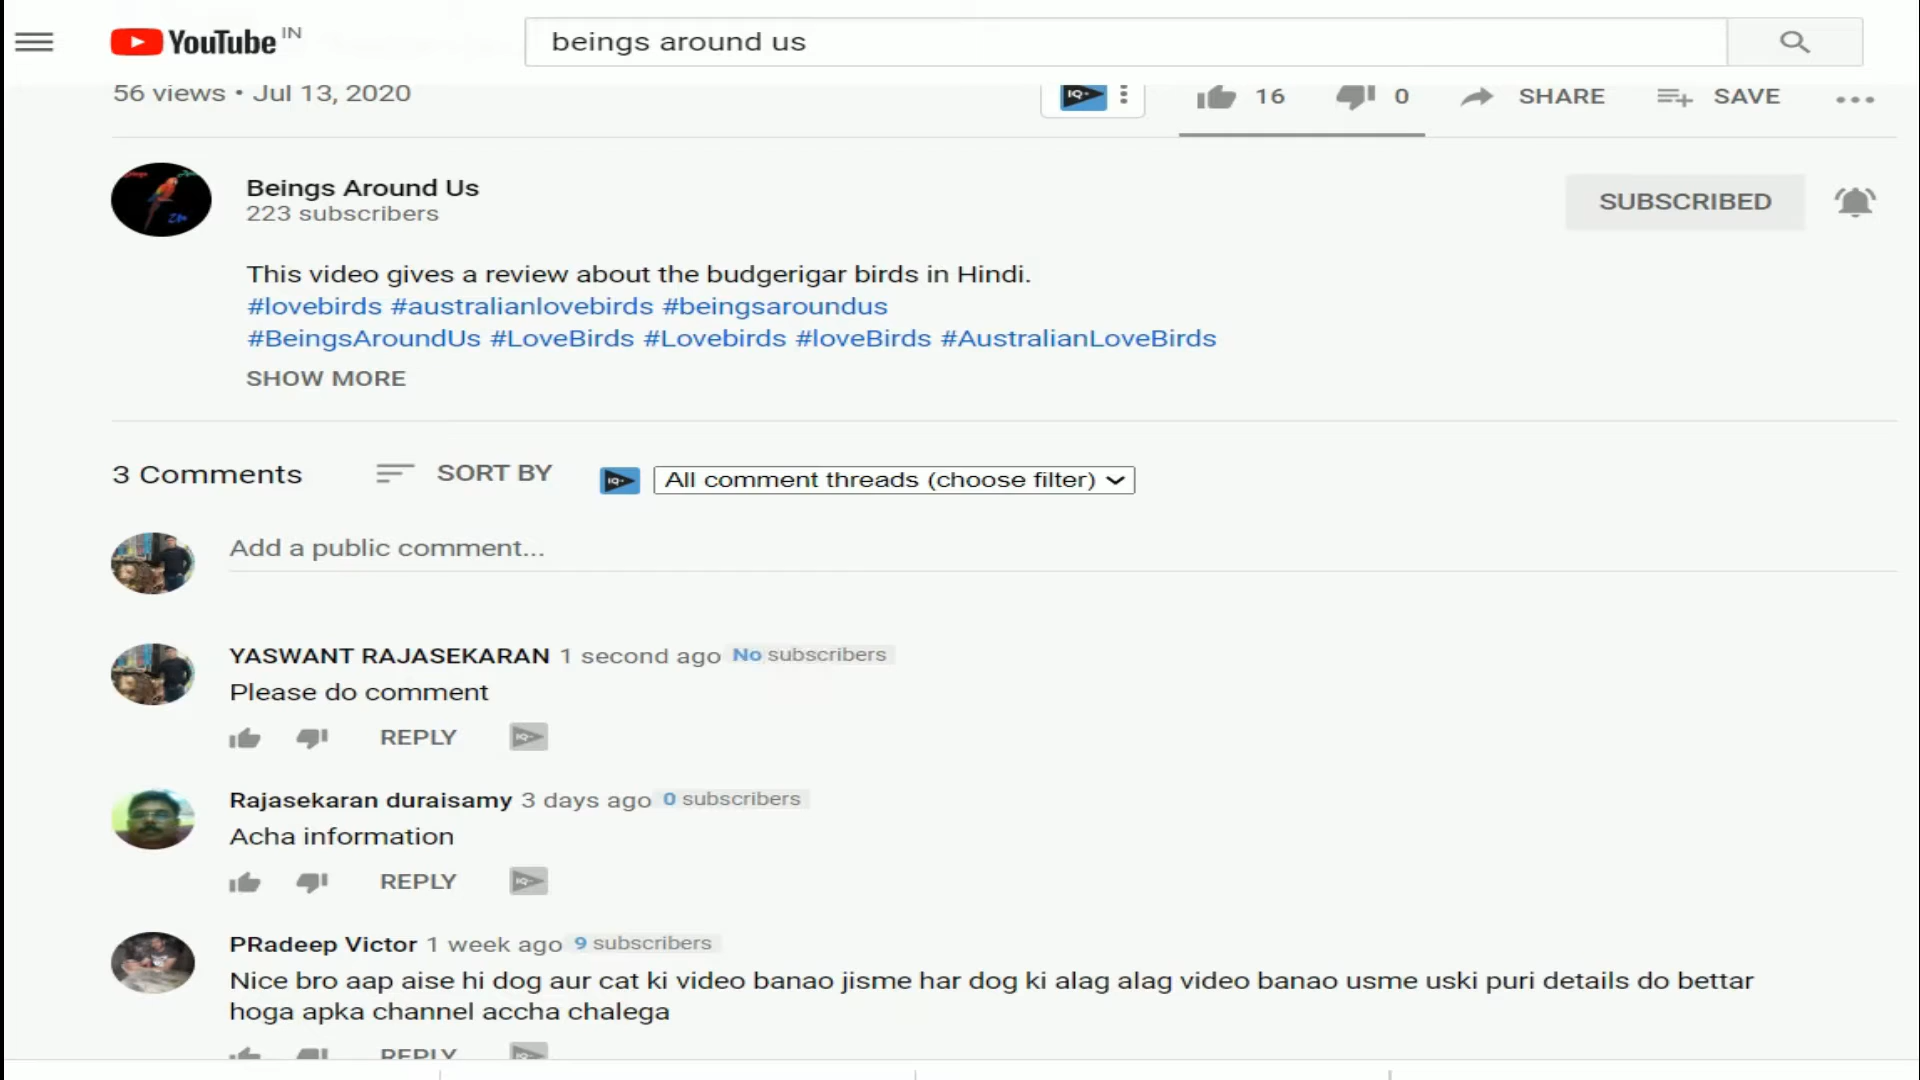 YouTube IN
beings around us
56 views • Jul 13, 2020
16 0 SHARE SAVE
Beings Around Us
223 subscribers
SUBSCRIBED
This video gives a review about the budgerigar birds in Hindi.
#lovebirds #australianlovebirds #beingsaroundus
#BeingsAroundUs #LoveBirds #Lovebirds #loveBirds #AustralianLoveBirds
SHOW MORE
3 Comments SORT BY All comment threads (choose filter)
Add a public comment...
YASWANT RAJASEKARAN 1 second ago No subscribers
Please do comment
REPLY
Rajasekaran duraisamy 3 days ago 0 subscribers
Acha information
REPLY
PRadeep Victor 1 week ago 9 subscribers
Nice bro aap aise hi dog aur cat ki video banao jisme har dog ki alag alag video banao usme uski puri details do bettar
hoga apka channel accha chalega
REPLY